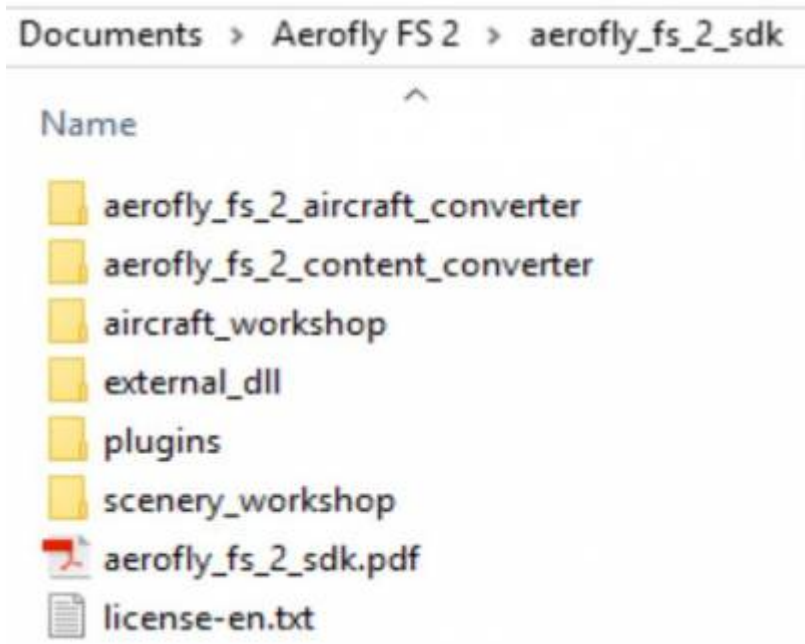 Documents > Aerofly FS 2 > aerofly_fs_2_sdk
Name
aerofly_fs_2_aircraft_converter
aerofly_fs_2_content_converter
aircraft_workshop
external_dll
plugins
scenery_workshop
aerofly_fs_2_sdk.pdf
license-en.txt